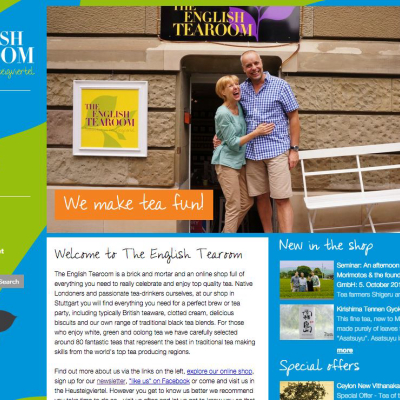 SH
OM
THE
ENGLISH
TEAROOM
THE
ENGLISH
TEAROOM
We make tea fun!
Search
Welcome to The English Tearoom
The English Tearoom is a brick and mortar and an online shop full of
everything you need to really celebrate and enjoy top quality tea. Native
Londoners and passionate tea-drinkers ourselves, at our shop in
Stuttgart you will find everything you need for a perfect brew or tea
party, including typically British teaware, clotted cream, delicious
biscuits and our own range of traditional black tea blends. For those
who enjoy white, green and oolong tea we have carefully selected
around 80 fantastic teas that represent the best in traditional tea making
skills from the world's top tea producing regions.
Find out more about us via the links on the left, explore our online shop,
sign up for our newsletter, "like us" on Facebook or come and visit us in
the Heusteigviertel. However you get to know us better we recommend
New in the shop
Seminar: An afternoon
Morimotos & the found
GmbH: 5. October 201
Tea farmers Shigeru an
Kirishima Tennen Gyok
This fine tea, new to M
made purely of leaves
"Asatsuyu". Asatsuyu i
more
Special offers
Ceylon New Vithanaka
Special Offer - Tea of t